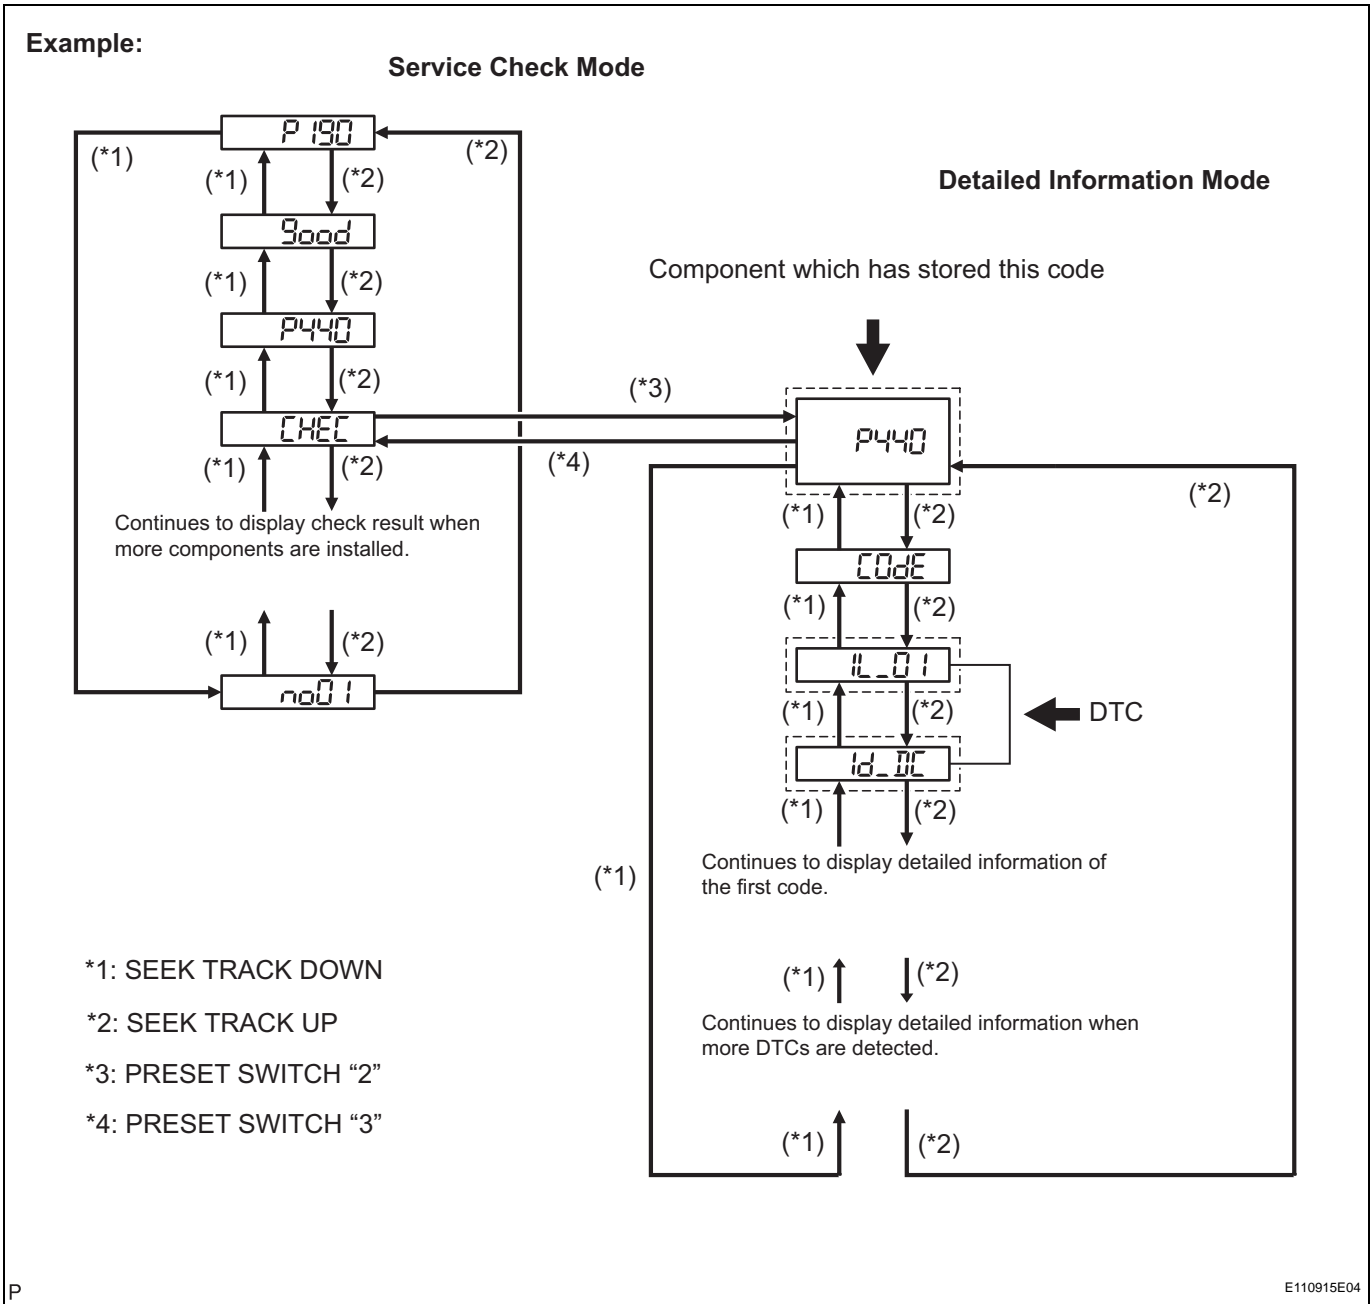 Example:
Service Check Mode
P190
(*1)
(*2)
(*1)
(*2)
good
(*1)
(*2)
P440
(*1)
(*2)
CHEC
(*1)
(*2)
Continues to display check result when
more components are installed.
(*1)
(*2)
no01
(*3)
(*4)
Detailed Information Mode
Component which has stored this code
P440
(*2)
(*1)
(*2)
COdE
(*1)
(*2)
1L_01
(*1)
(*2)
DTC
1d_DC
(*1)
(*2)
(*1)
Continues to display detailed information of
the first code.
(*1)
(*2)
Continues to display detailed information when
more DTCs are detected.
(*1)
(*2)
*1: SEEK TRACK DOWN
*2: SEEK TRACK UP
*3: PRESET SWITCH “2”
*4: PRESET SWITCH “3”
P
E110915E04